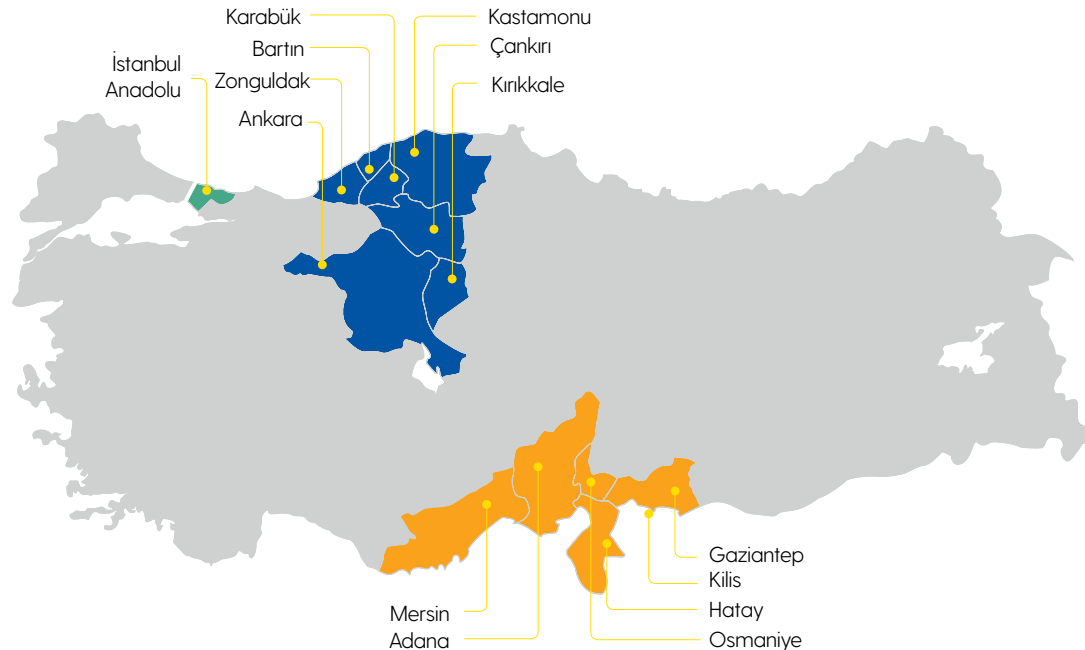 Karabük
Kastamonu
Bartın
Çankırı
İstanbul
Anadolu
Zonguldak
Kırıkkale
Ankara
Gaziantep
Kilis
Mersin
Hatay
Adana
Osmaniye